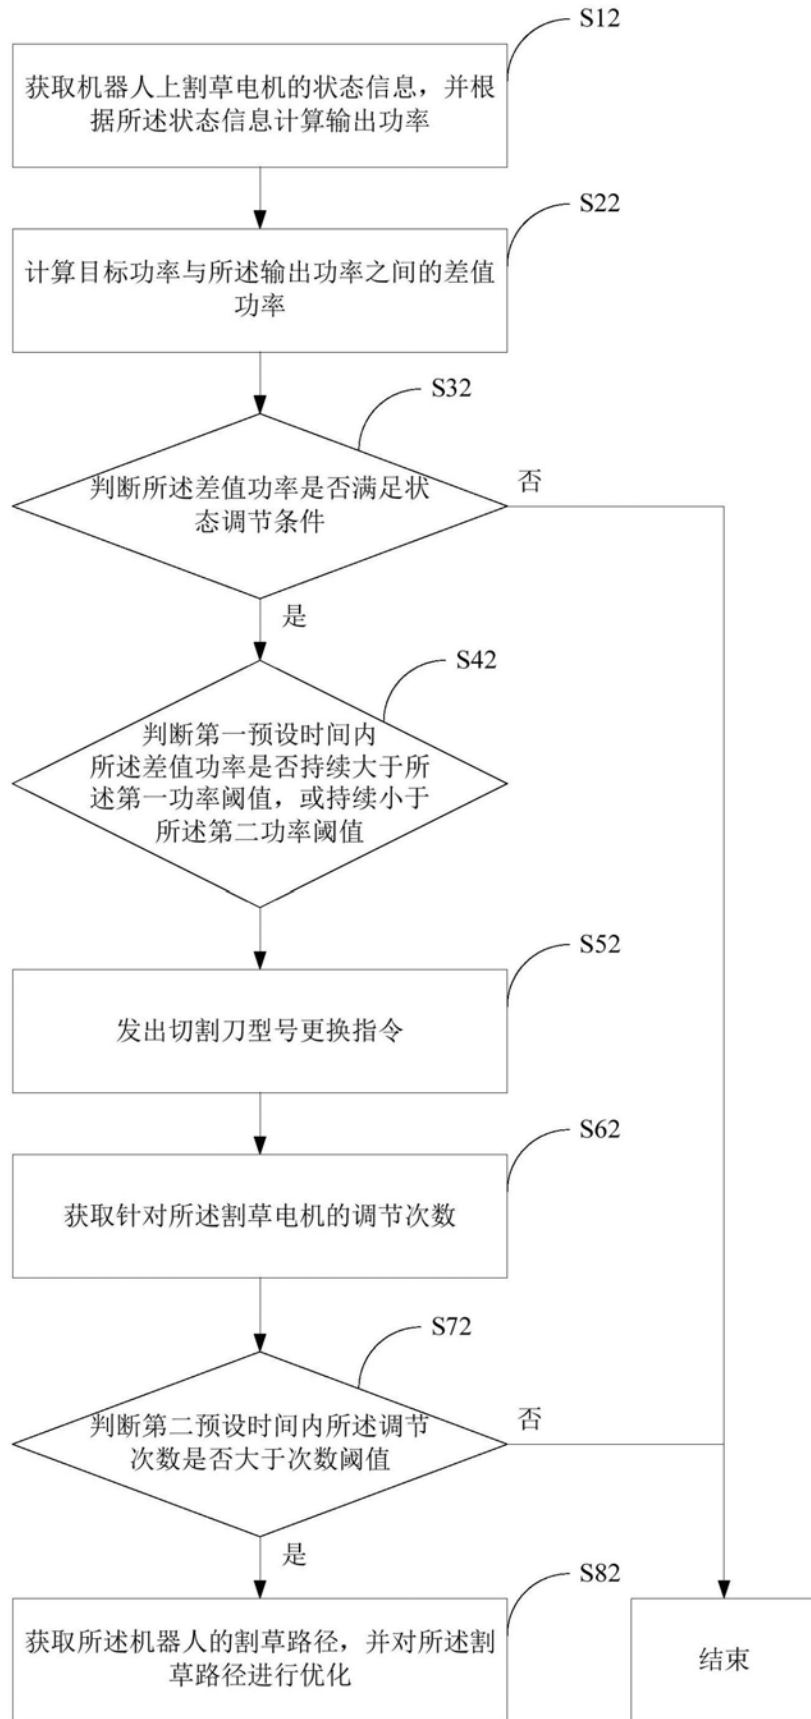 S12
获取机器人上割草电机的状态信息，并根
据所述状态信息计算输出功率
S22
计算目标功率与所述输出功率之间的差值
功率
S32
判断所述差值功率是否满足状
态调节条件
否
是
S42
判断第一预设时间内
所述差值功率是否持续大于所
述第一功率阈值，或持续小于
所述第二功率阈值
S52
发出切割刀型号更换指令
S62
获取针对所述割草电机的调节次数
S72
判断第二预设时间内所述调节
次数是否大于次数阈值
否
是
S82
获取所述机器人的割草路径，并对所述割
草路径进行优化
结束